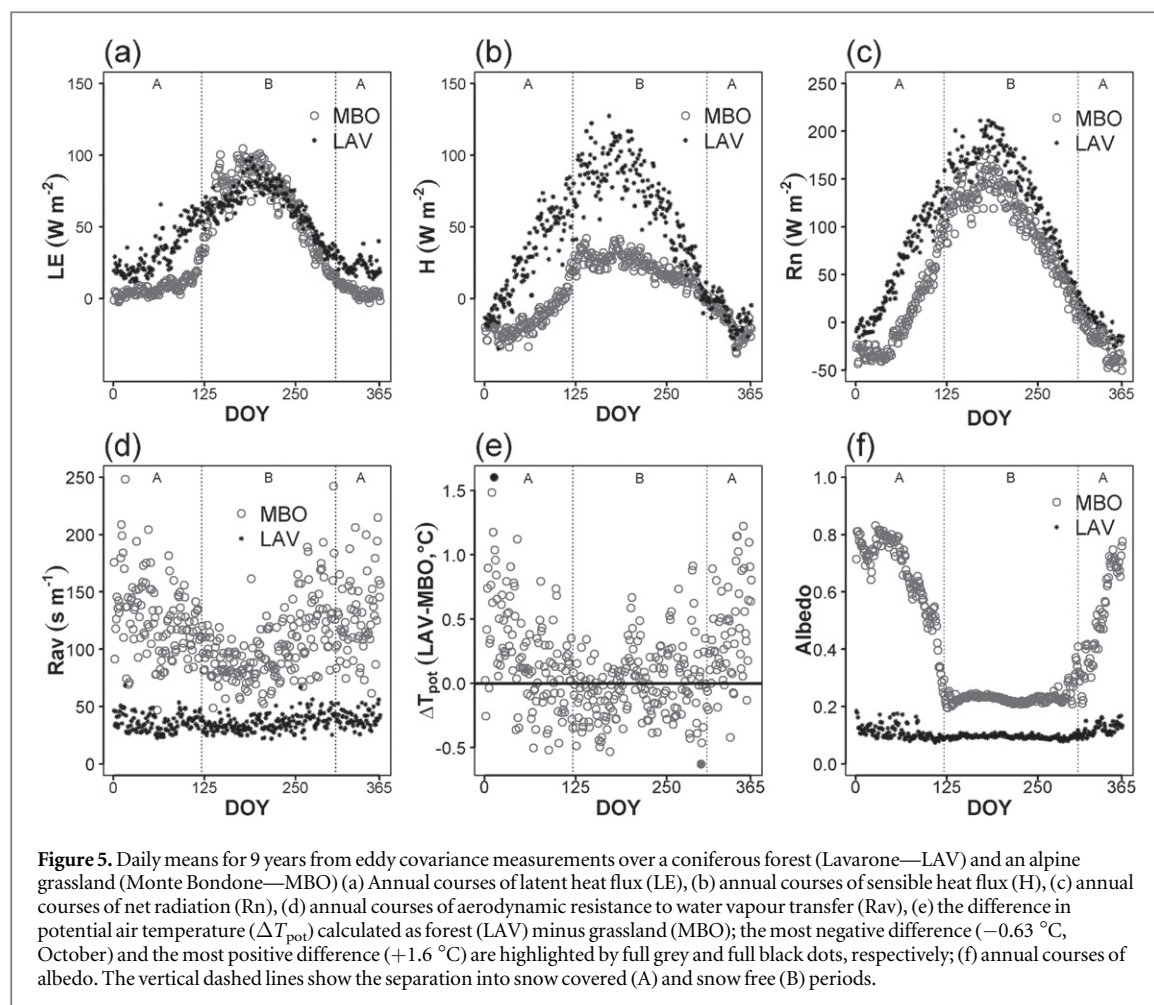 (a)
150
100
50
0
LE (W m⁻²)
A
B
A
MBO
LAV
0
125
250
365
DOY
(b)
150
100
50
0
H (W m⁻²)
A
B
A
MBO
LAV
0
125
250
365
DOY
(c)
250
200
150
100
50
0
-50
Rn (W m⁻²)
A
B
A
MBO
LAV
0
125
250
365
DOY
(d)
250
200
150
100
50
0
Rav (s m⁻¹)
A
B
A
MBO
LAV
0
125
250
365
DOY
(e)
1.5
1.0
0.5
0.0
-0.5
ΔTpot (LAV-MBO,°C)
A
B
A
0
125
250
365
DOY
(f)
1.0
0.8
0.6
0.4
0.2
0.0
Albedo
A
B
A
MBO
LAV
0
125
250
365
DOY
Figure 5. Daily means for 9 years from eddy covariance measurements over a coniferous forest (Lavarone—LAV) and an alpine
grassland (Monte Bondone—MBO) (a) Annual courses of latent heat flux (LE), (b) annual courses of sensible heat flux (H), (c) annual
courses of net radiation (Rn), (d) annual courses of aerodynamic resistance to water vapour transfer (Rav), (e) the difference in
potential air temperature (ΔTpot) calculated as forest (LAV) minus grassland (MBO); the most negative difference (−0.63 °C,
October) and the most positive difference (+1.6 °C) are highlighted by full grey and full black dots, respectively; (f) annual courses of
albedo. The vertical dashed lines show the separation into snow covered (A) and snow free (B) periods.